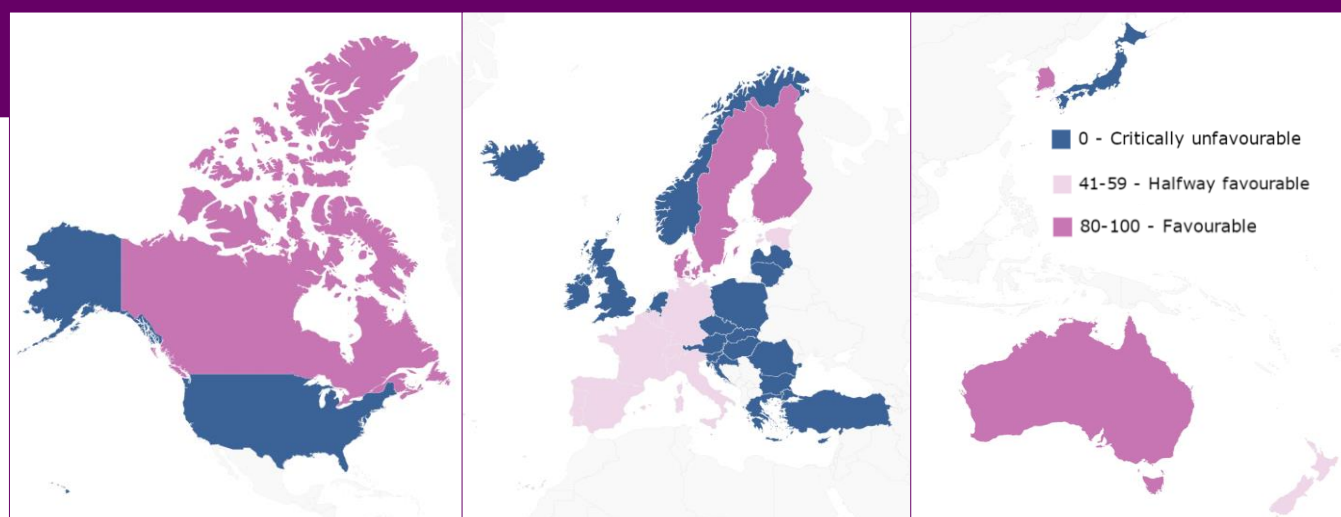 0 - Critically unfavourable
41-59 - Halfway favourable
80-100 - Favourable